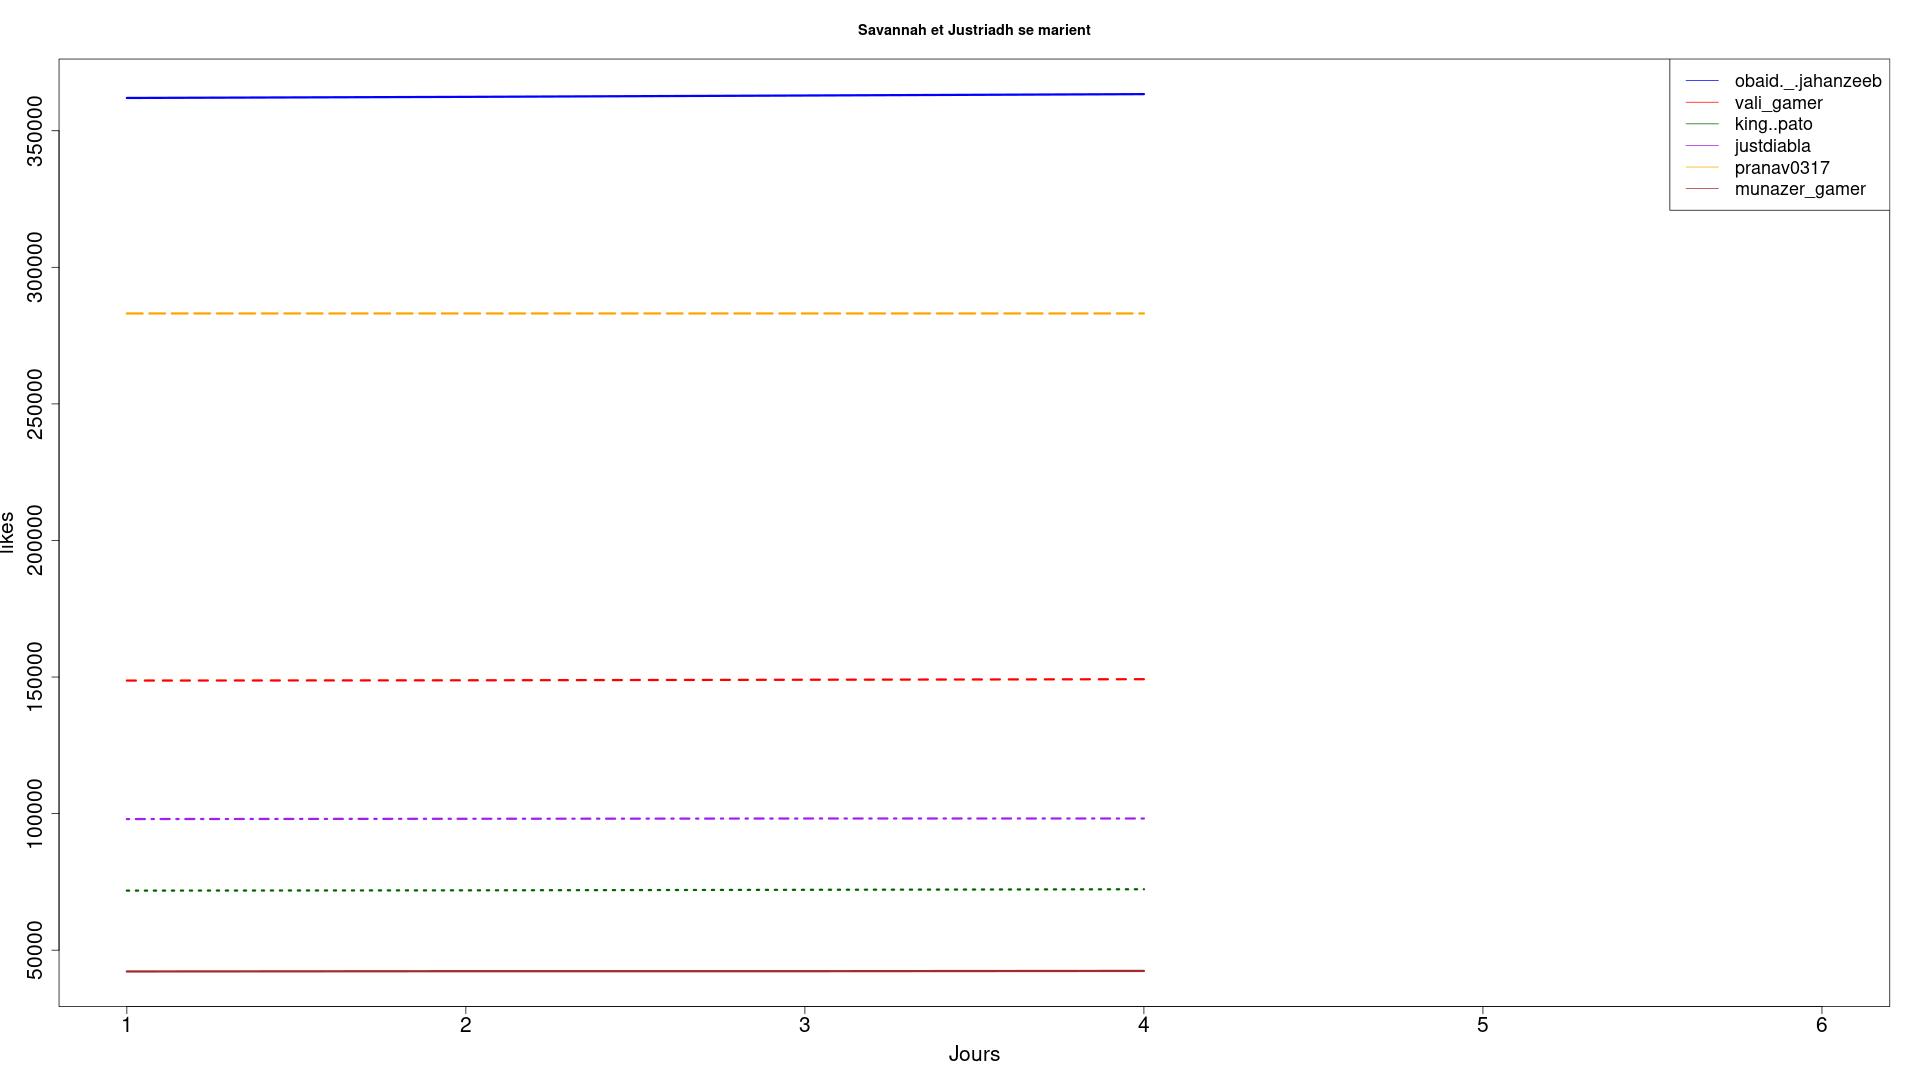 Savannah et Justriadh se marient
obaid._.jahanzeeb
vali_gamer
king..pato
justdiabla
pranav0317
munazer_gamer
likes
350000
300000
250000
200000
150000
100000
50000
1 2 3 4 5 6
Jours